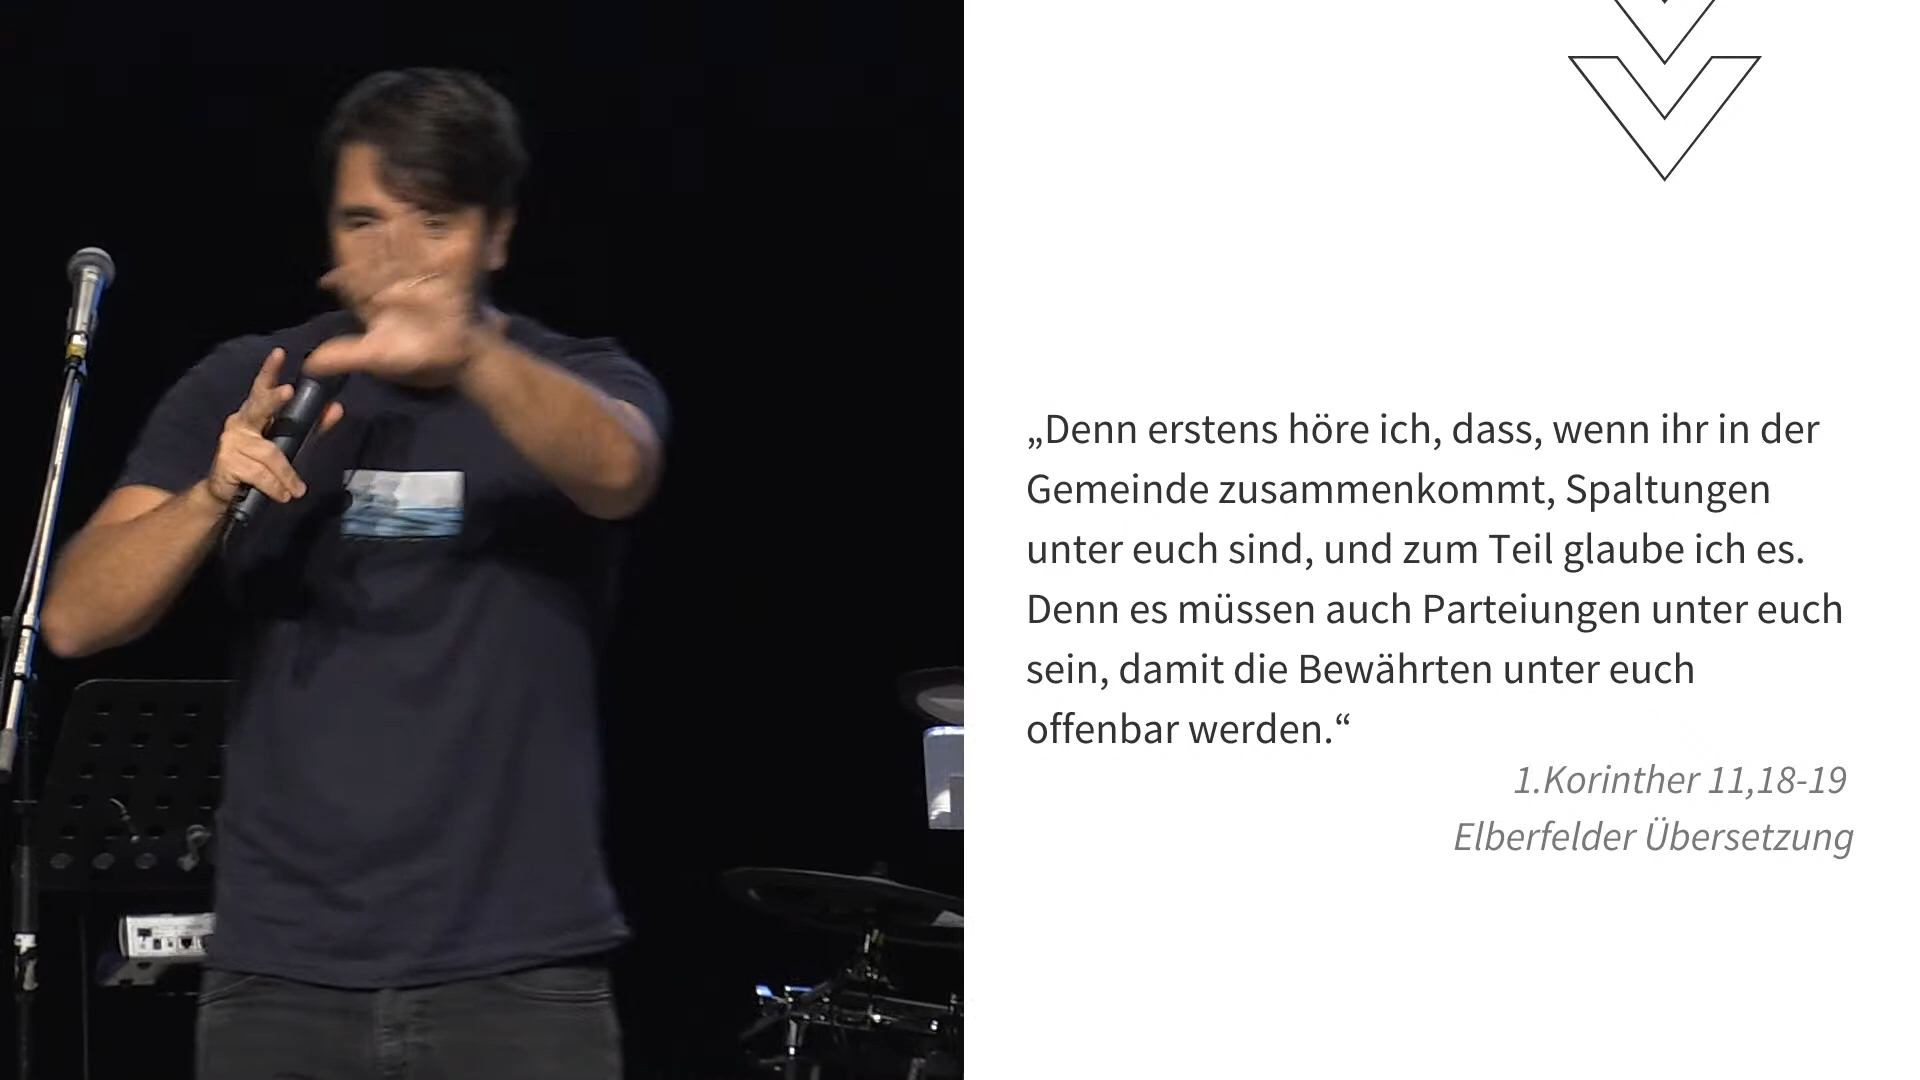 „Denn erstens höre ich, dass, wenn ihr in der
Gemeinde zusammenkommt, Spaltungen
unter euch sind, und zum Teil glaube ich es.
Denn es müssen auch Parteiungen unter euch
sein, damit die Bewährten unter euch
offenbar werden.“
1.Korinther 11,18-19
Elberfelder Übersetzung